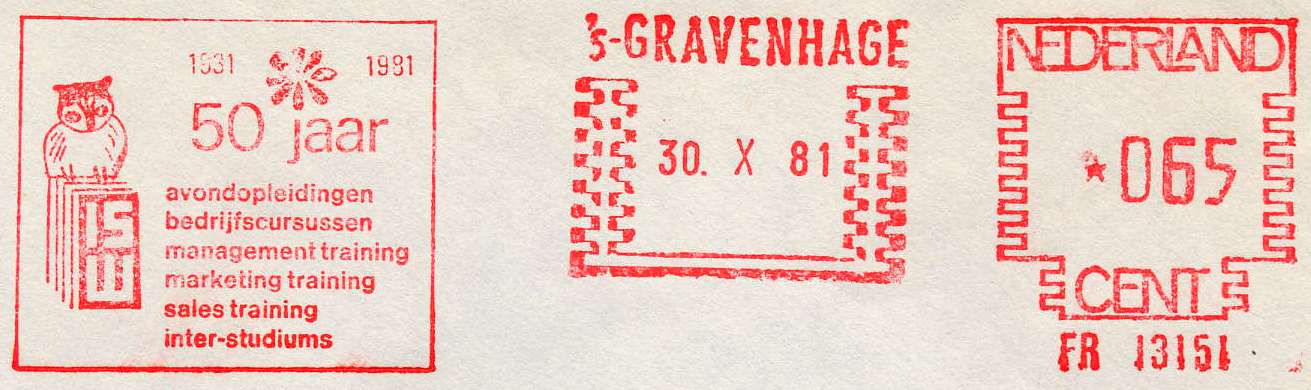 1931 1981
50 jaar
ISW
avondopleidingen
bedrijfscursussen
management training
marketing training
sales training
inter-studiums
's-GRAVENHAGE
30. X 81
NEDERLAND
*065
CENT
FR 13151